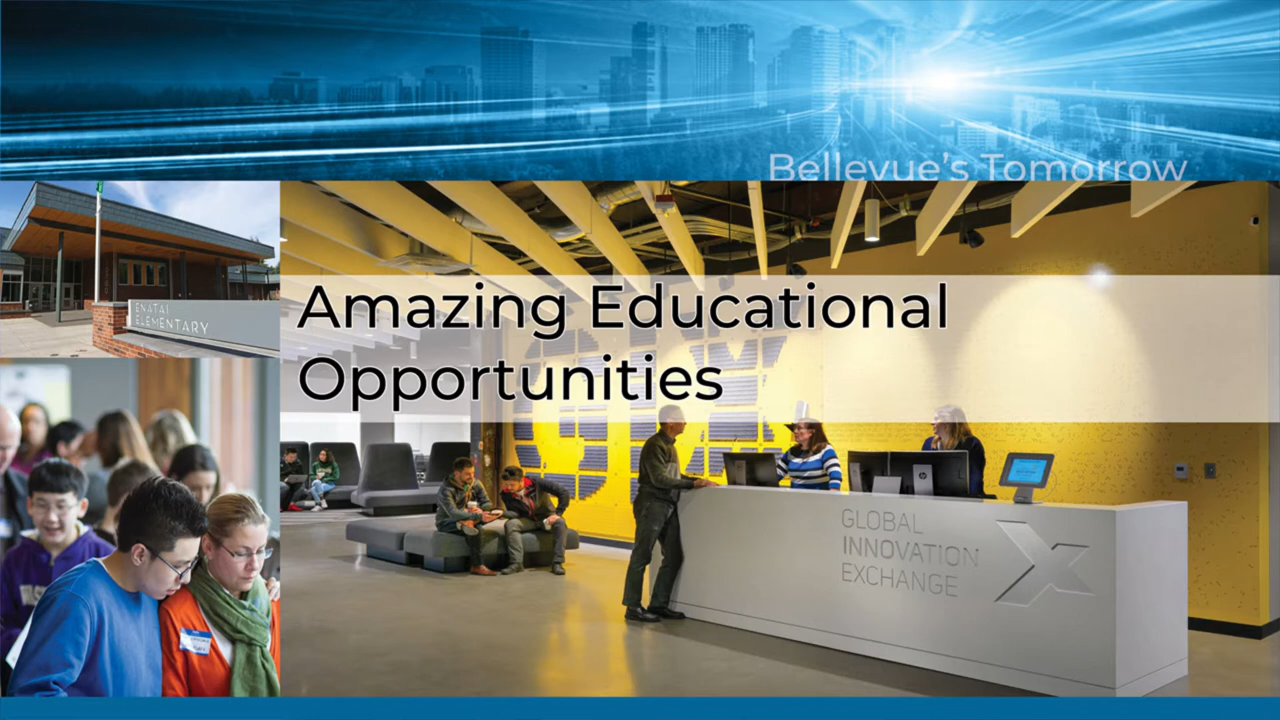 Bellevue's Tomorrow
ENATAI
ELEMENTARY
Amazing Educational
Opportunities
GLOBAL
INNOVATION
EXCHANGE